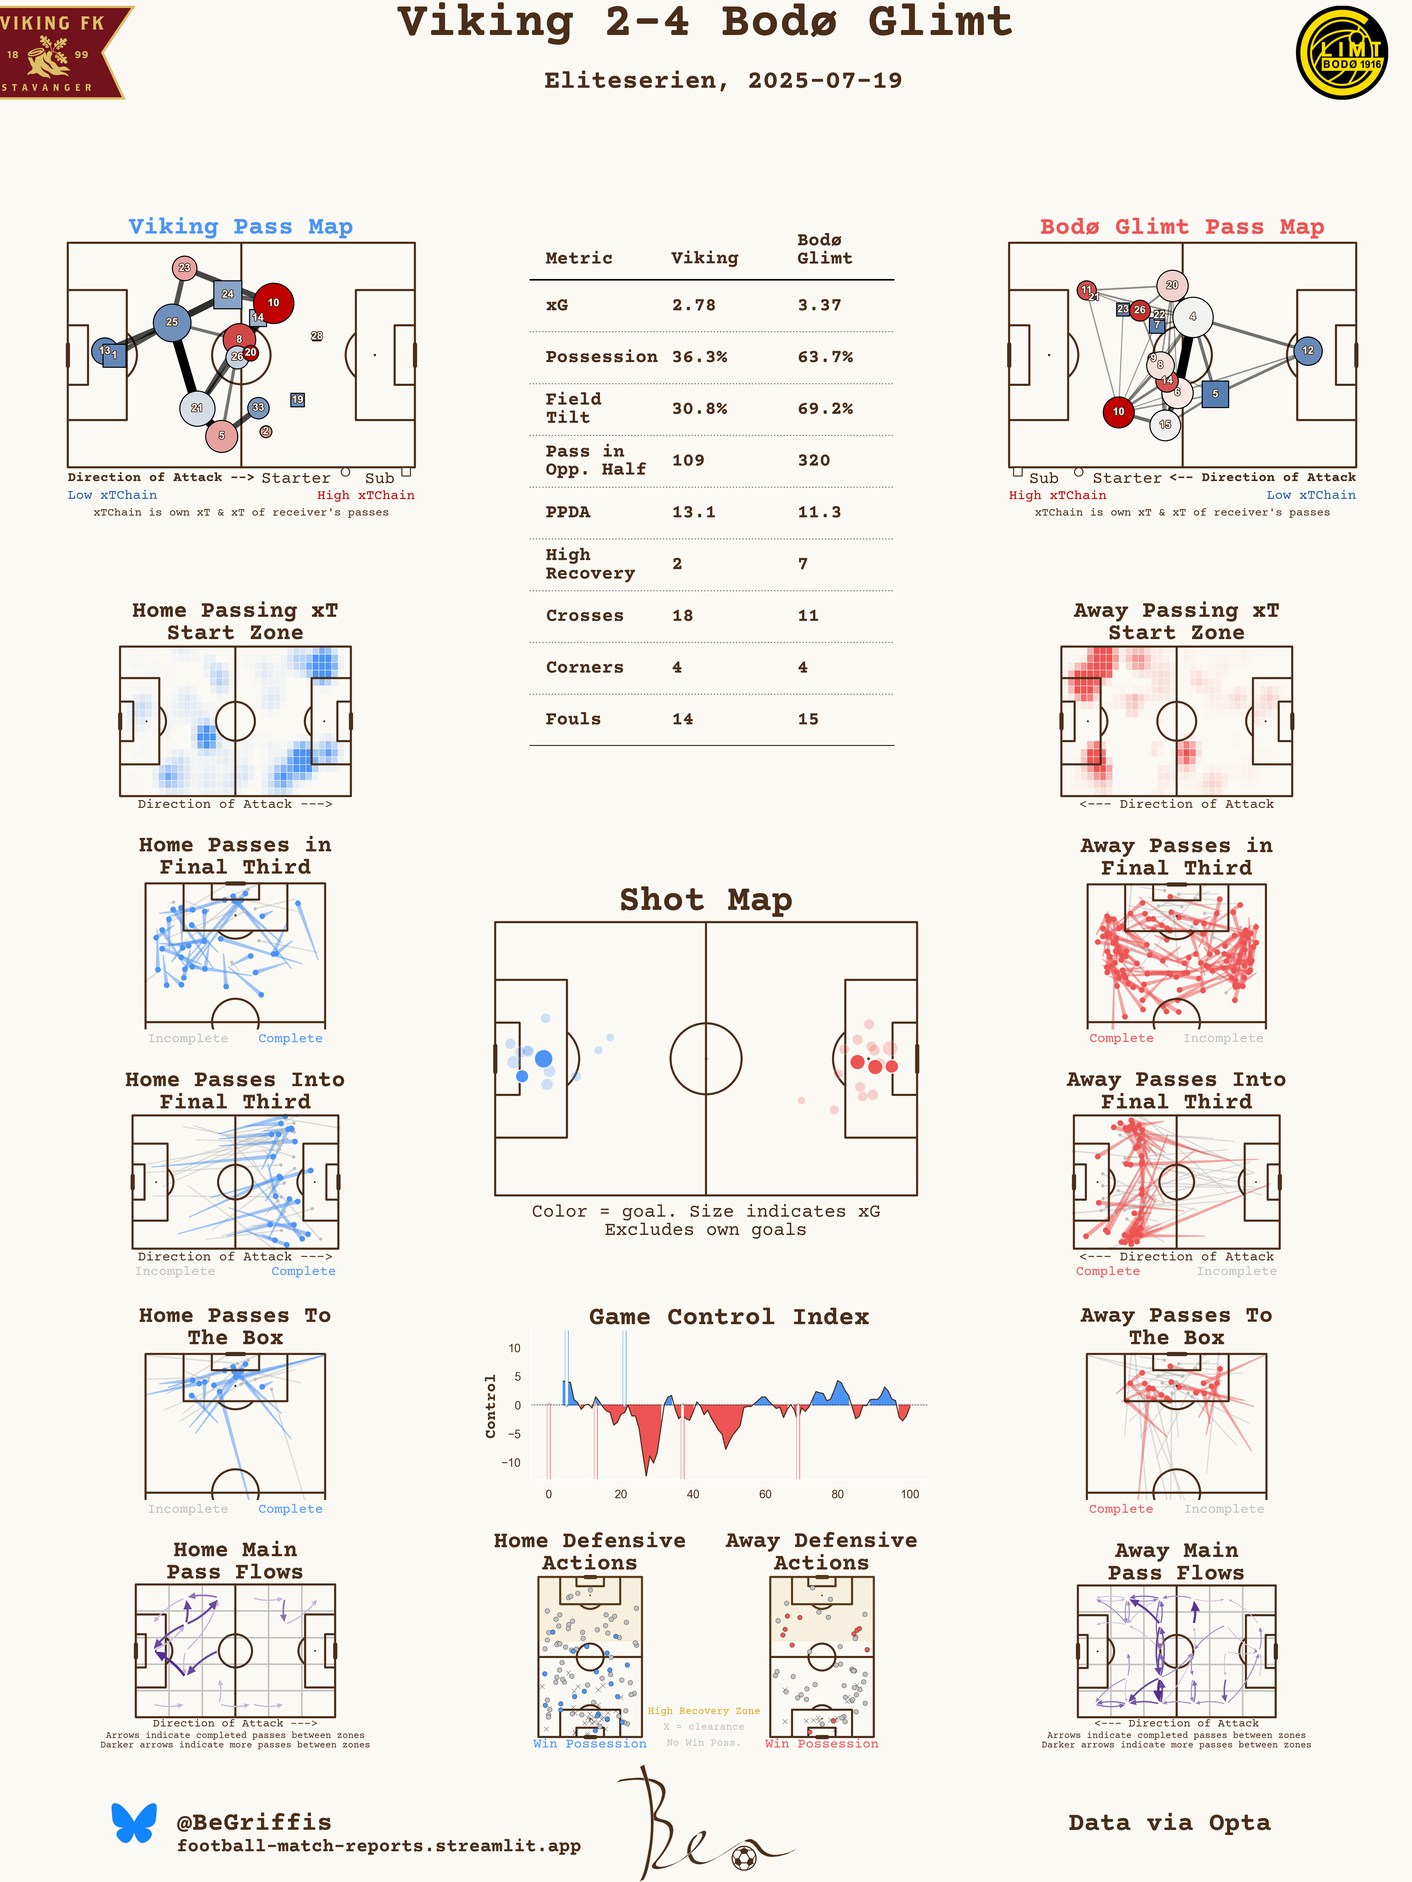 VIKING FK
18 99
STAVANGER
Viking 2-4 Bodø Glimt
Eliteserien, 2025-07-19
GLIMT
BODØ 1916
Viking Pass Map
23
24
10
25
14
8
28
13
1
26
20
21
33
19
5
2
Direction of Attack --> Starter Sub
Low xTChain High xTChain
xTChain is own xT & xT of receiver's passes
Metric Viking Bodø Glimt
xG 2.78 3.37
Possession 36.3% 63.7%
Field Tilt 30.8% 69.2%
Pass in Opp. Half 109 320
PPDA 13.1 11.3
High Recovery 2 7
Crosses 18 11
Corners 4 4
Fouls 14 15
Bodø Glimt Pass Map
11
21
20
23
26
22
4
7
9
8
12
14
6
5
10
15
Sub Starter <-- Direction of Attack
High xTChain Low xTChain
xTChain is own xT & xT of receiver's passes
Home Passing xT
Start Zone
Direction of Attack --->
Away Passing xT
Start Zone
<--- Direction of Attack
Home Passes in
Final Third
Incomplete Complete
Away Passes in
Final Third
Complete Incomplete
Shot Map
Color = goal. Size indicates xG
Excludes own goals
Home Passes Into
Final Third
Direction of Attack --->
Incomplete Complete
Away Passes Into
Final Third
<--- Direction of Attack
Complete Incomplete
Home Passes To
The Box
Incomplete Complete
Game Control Index
Control
10
5
0
−5
−10
0 20 40 60 80 100
Away Passes To
The Box
Complete Incomplete
Home Main
Pass Flows
Direction of Attack --->
Arrows indicate completed passes between zones
Darker arrows indicate more passes between zones
Home Defensive
Actions
Win Possession
High Recovery Zone
X = clearance
No Win Poss.
Away Defensive
Actions
Win Possession
Away Main
Pass Flows
<--- Direction of Attack
Arrows indicate completed passes between zones
Darker arrows indicate more passes between zones
@BeGriffis
football-match-reports.streamlit.app
Ben
Data via Opta